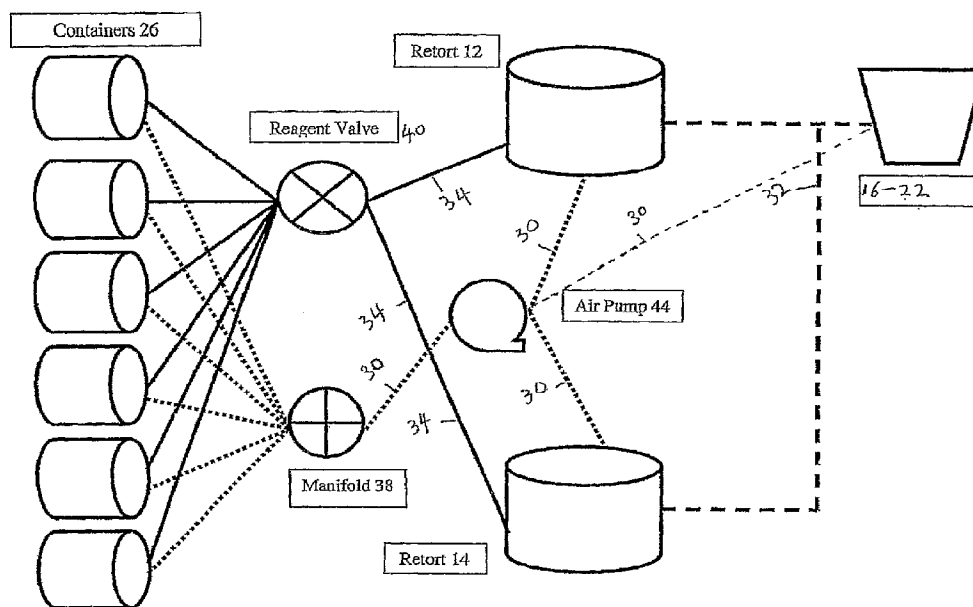 Containers 26
Retort 12
Reagent Valve
40
34
30
30
32
16-22
34
30
Air Pump 44
30
34
Manifold 38
Retort 14